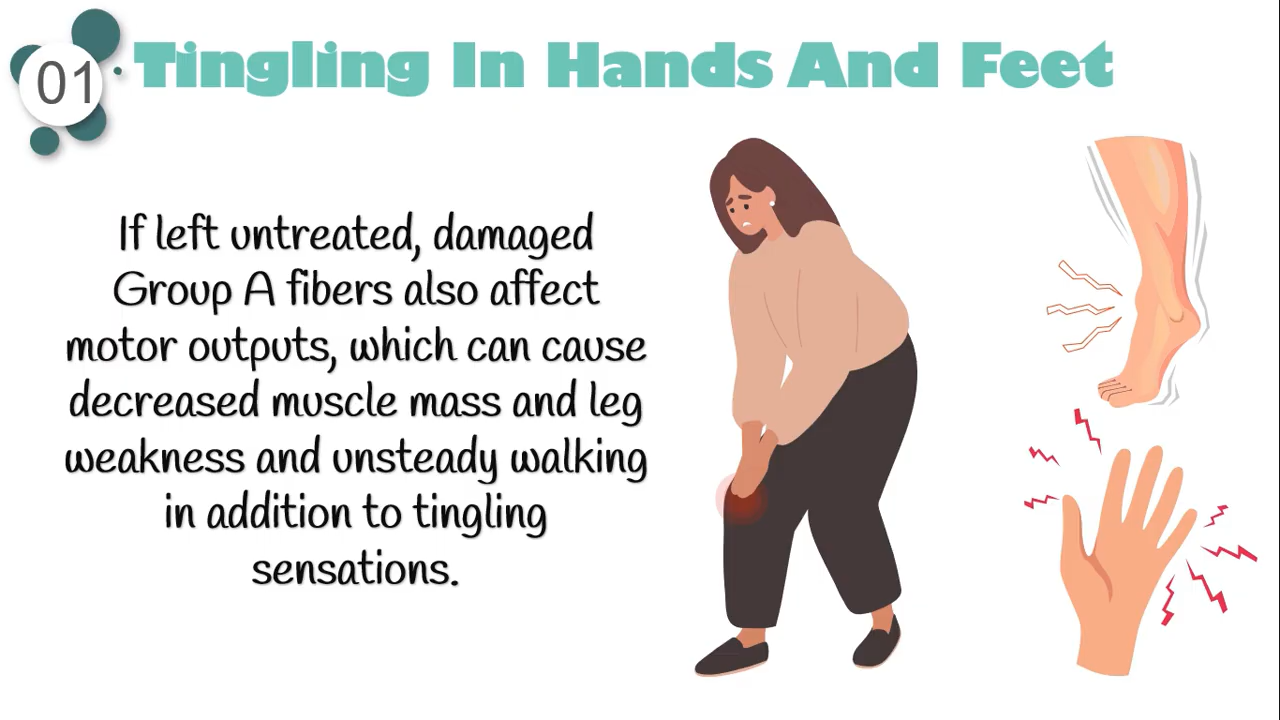 01
Tingling In Hands And Feet
If left untreated, damaged
Group A fibers also affect
motor outputs, which can cause
decreased muscle mass and leg
weakness and unsteady walking
in addition to tingling
sensations.